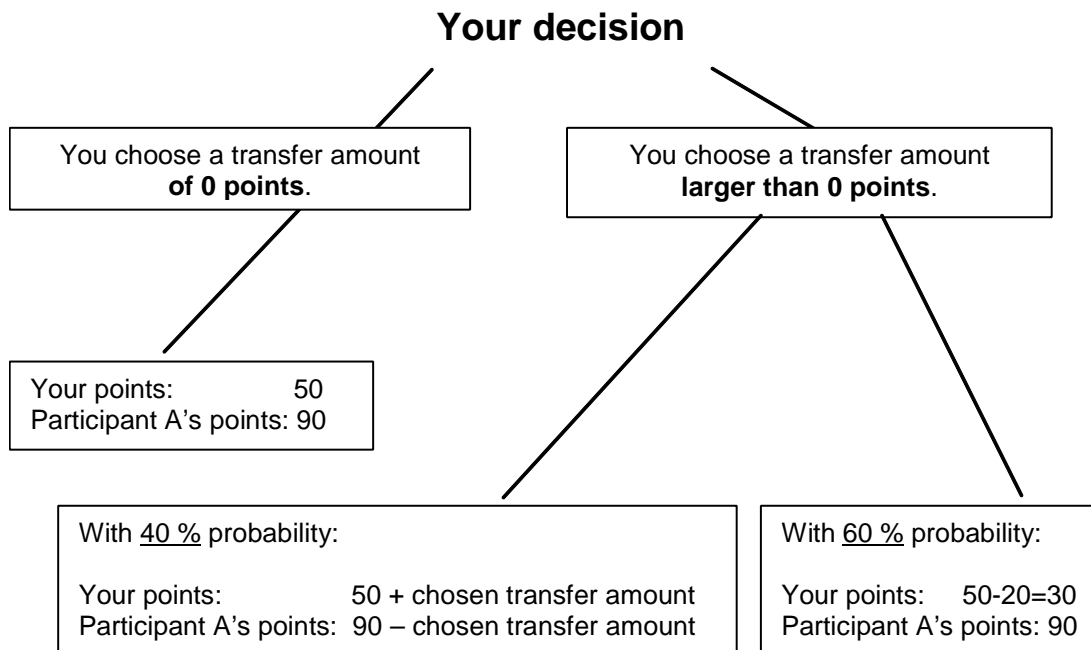 Your decision
You choose a transfer amount
of 0 points.
You choose a transfer amount
larger than 0 points.
Your points: 50
Participant A’s points: 90
With 40 % probability:
Your points: 50 + chosen transfer amount
Participant A’s points: 90 – chosen transfer amount
With 60 % probability:
Your points: 50-20=30
Participant A’s points: 90